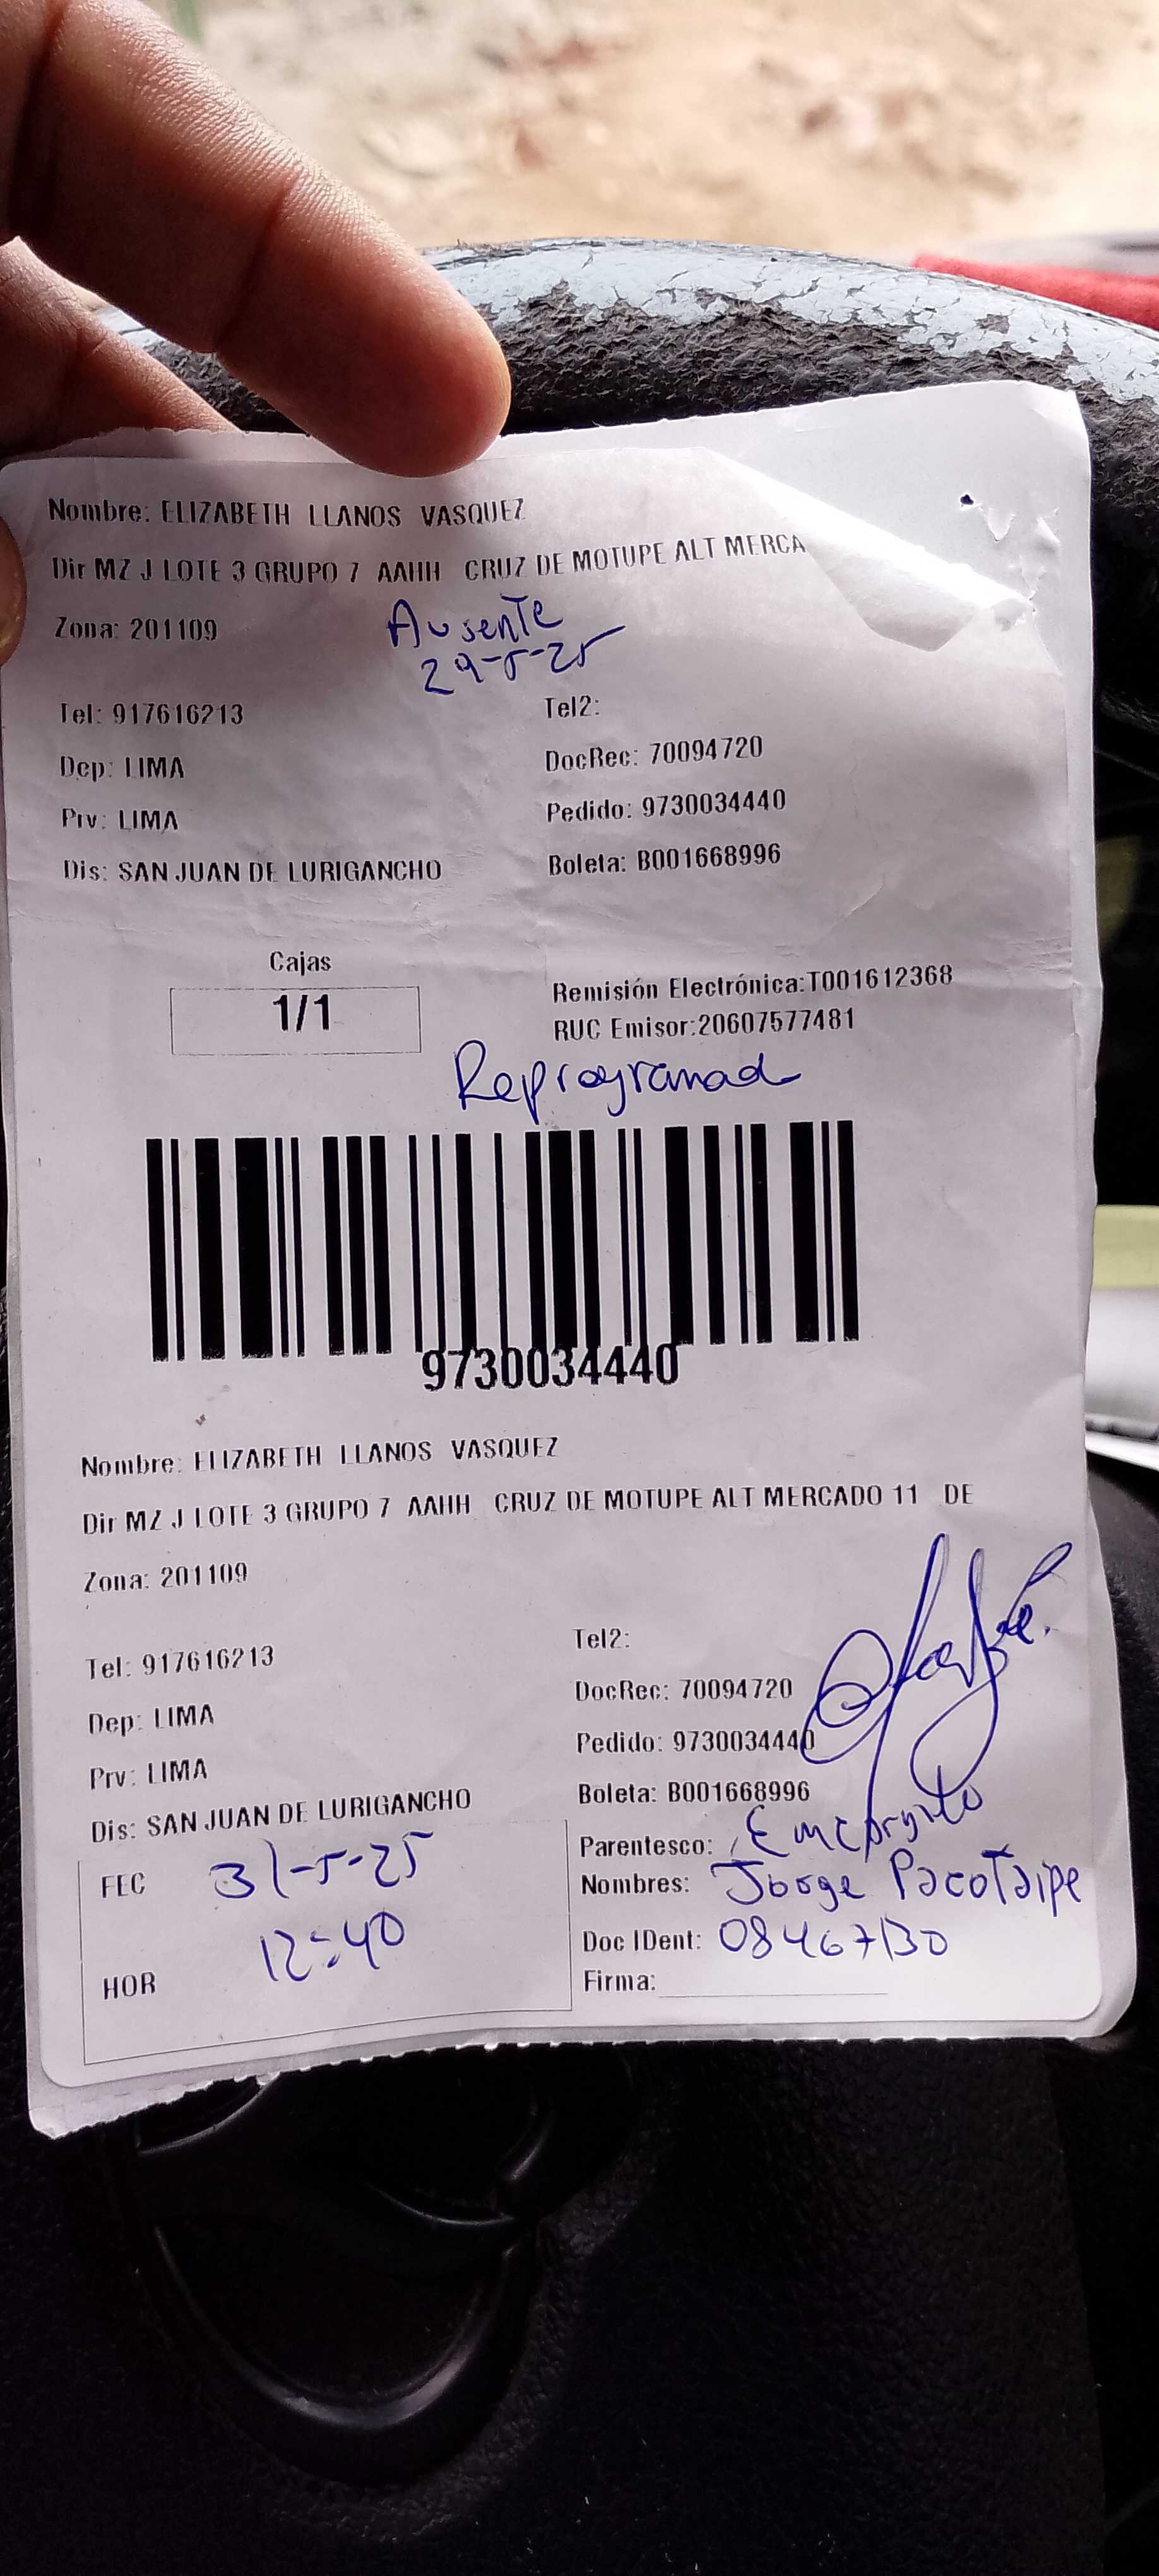 Nombre: ELIZABETH LLANOS VASQUEZ
Dir MZ J LOTE 3 GRUPO 7 AAHH CRUZ DE MOTUPE ALT MERCA
Zona: 201109
Ausente
29-5-25
Tel: 917616213
Tel2:
Dep: LIMA
DocRec: 70094720
Prv: LIMA
Pedido: 9730034440
Dis: SAN JUAN DE LURIGANCHO
Boleta: B001668996
Cajas
1/1
Remisión Electrónica:T001612368
RUC Emisor:20607577481
Reprogramad
9730034440
Nombre: ELIZABETH LLANOS VASQUEZ
Dir MZ J LOTE 3 GRUPO 7 AAHH CRUZ DE MOTUPE ALT MERCADO 11 DE
Zona: 201109
Tel: 917616213
Tel2:
Dep: LIMA
DocRec: 70094720
Prv: LIMA
Pedido: 9730034440
Dis: SAN JUAN DE LURIGANCHO
Boleta: B001668996
FEC 31-5-25
12:40
HOR
Parentesco:
Nombres: Jorge Pacotaipe
Doc IDent: 08467130
Firma: